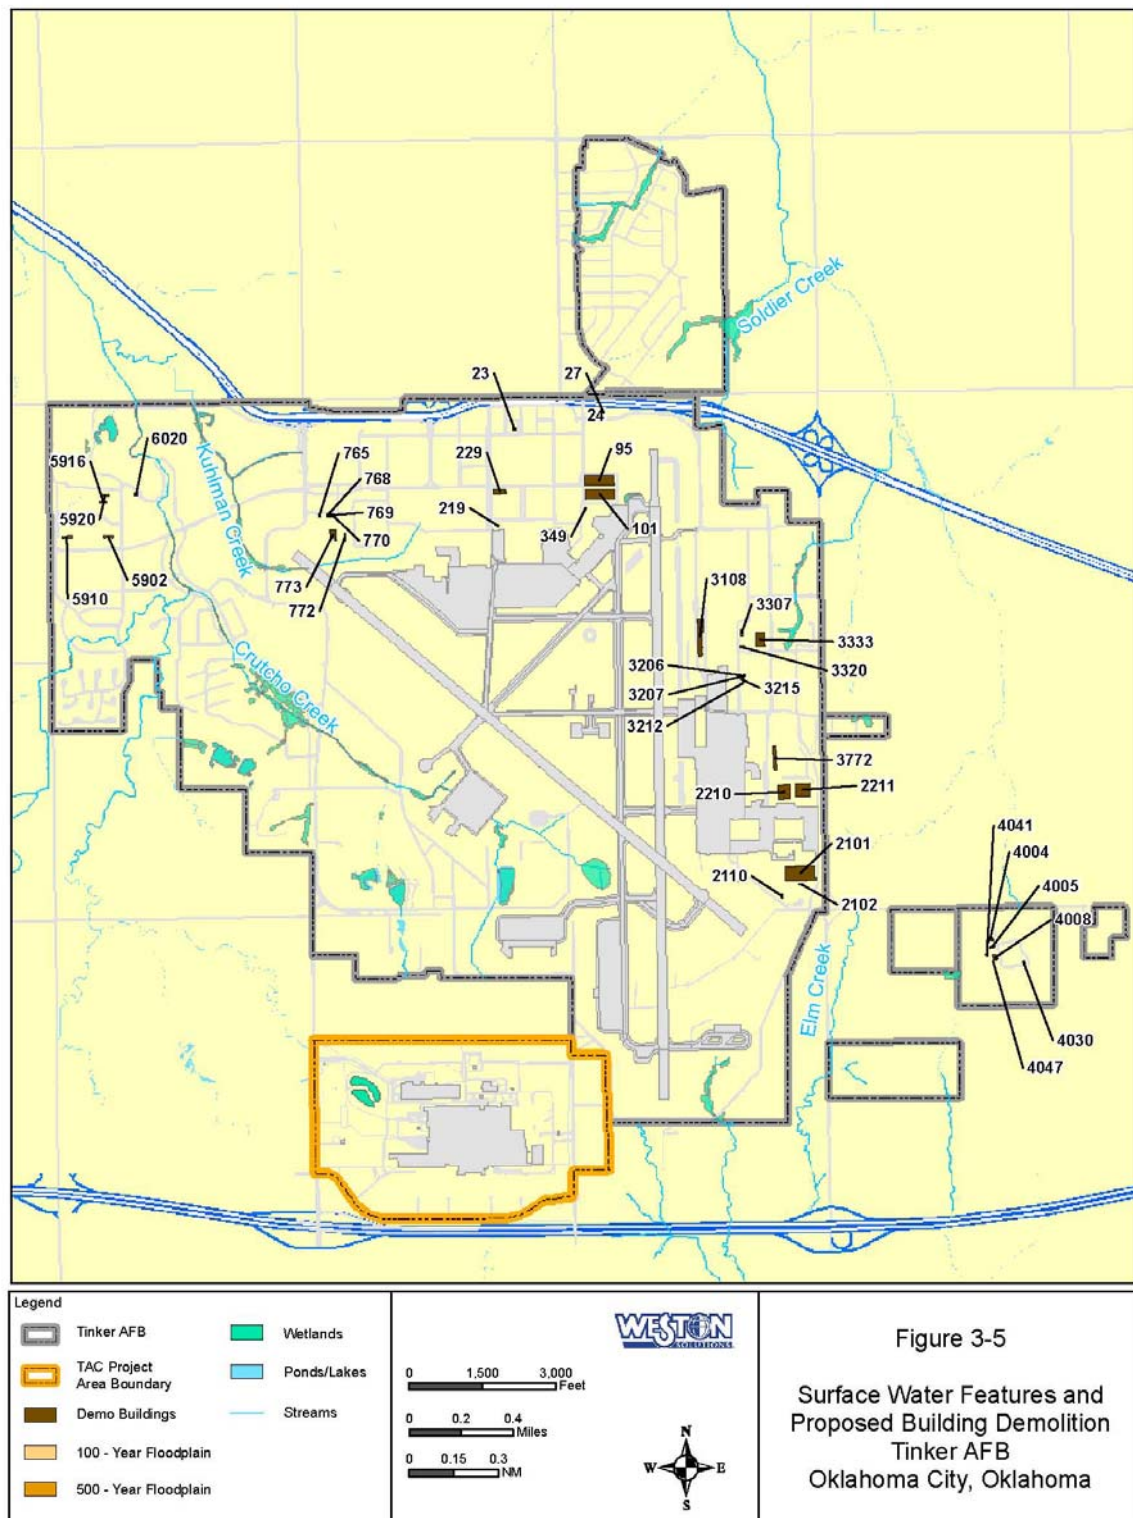 Soldier Creek
23
27
24
6020
5916
5920
5902
5910
Kuhlman Creek
765
768
769
770
773
772
229
219
95
349
101
3108
3307
3333
3320
3206
3207
3215
3212
Crutcho Creek
3772
2210
2211
2101
2110
2102
4041
4004
4005
4008
4030
4047
Elm Creek
Legend
Tinker AFB
TAC Project
Area Boundary
Demo Buildings
100 - Year Floodplain
500 - Year Floodplain
Wetlands
Ponds/Lakes
Streams
WESTON
SOLUTIONS
0 1,500 3,000
Feet
0 0.2 0.4
Miles
0 0.15 0.3
NM
N
W E
S
Figure 3-5
Surface Water Features and
Proposed Building Demolition
Tinker AFB
Oklahoma City, Oklahoma